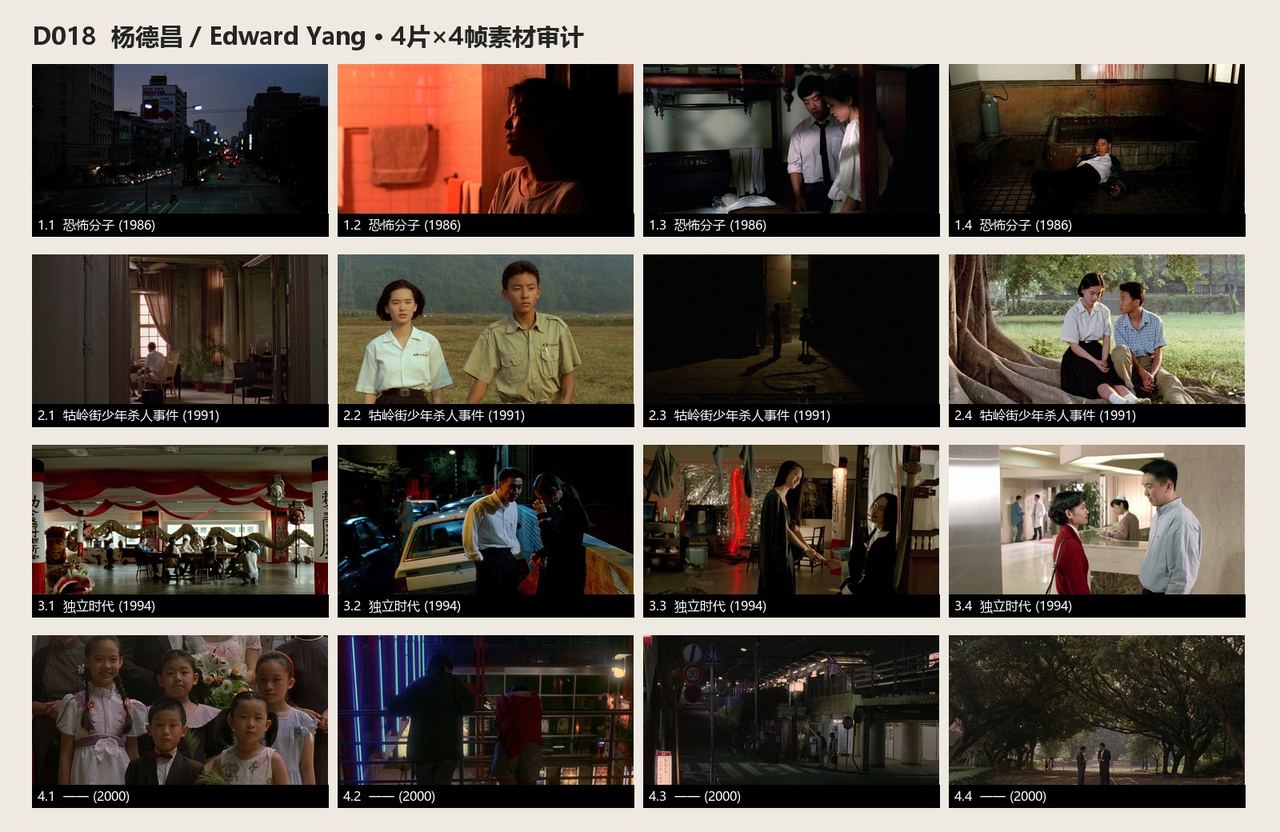 D018 杨德昌 / Edward Yang • 4片×4帧素材审计
1.1 恐怖分子 (1986)
1.2 恐怖分子 (1986)
1.3 恐怖分子 (1986)
1.4 恐怖分子 (1986)
2.1 牯岭街少年杀人事件 (1991)
2.2 牯岭街少年杀人事件 (1991)
2.3 牯岭街少年杀人事件 (1991)
2.4 牯岭街少年杀人事件 (1991)
3.1 独立时代 (1994)
3.2 独立时代 (1994)
3.3 独立时代 (1994)
3.4 独立时代 (1994)
4.1 —— (2000)
4.2 —— (2000)
4.3 —— (2000)
4.4 —— (2000)